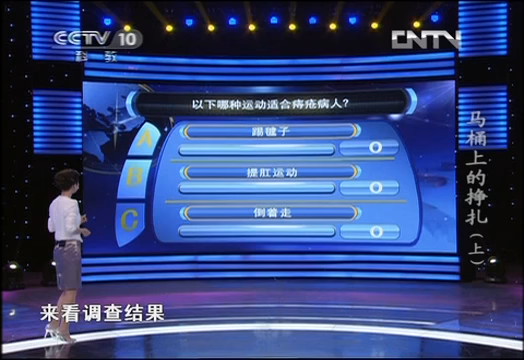 CCTV 10
科教
CNTV
以下哪种运动适合痔疮病人？
A
踢毽子
0
B
提肛运动
0
C
倒着走
0
马桶上的挣扎（上）
来看调查结果